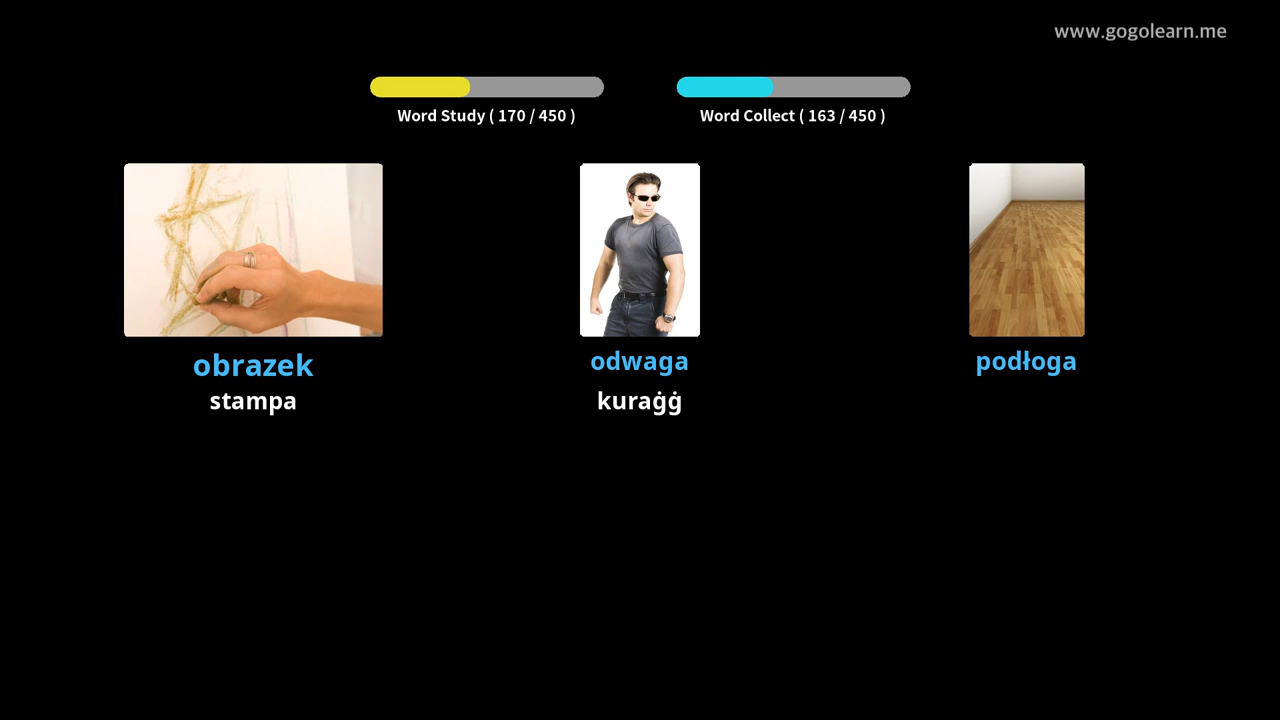 www.gogolearn.me
Word Study ( 170 / 450 )
Word Collect ( 163 / 450 )
obrazek
stampa
odwaga
kuraġġ
podłoga